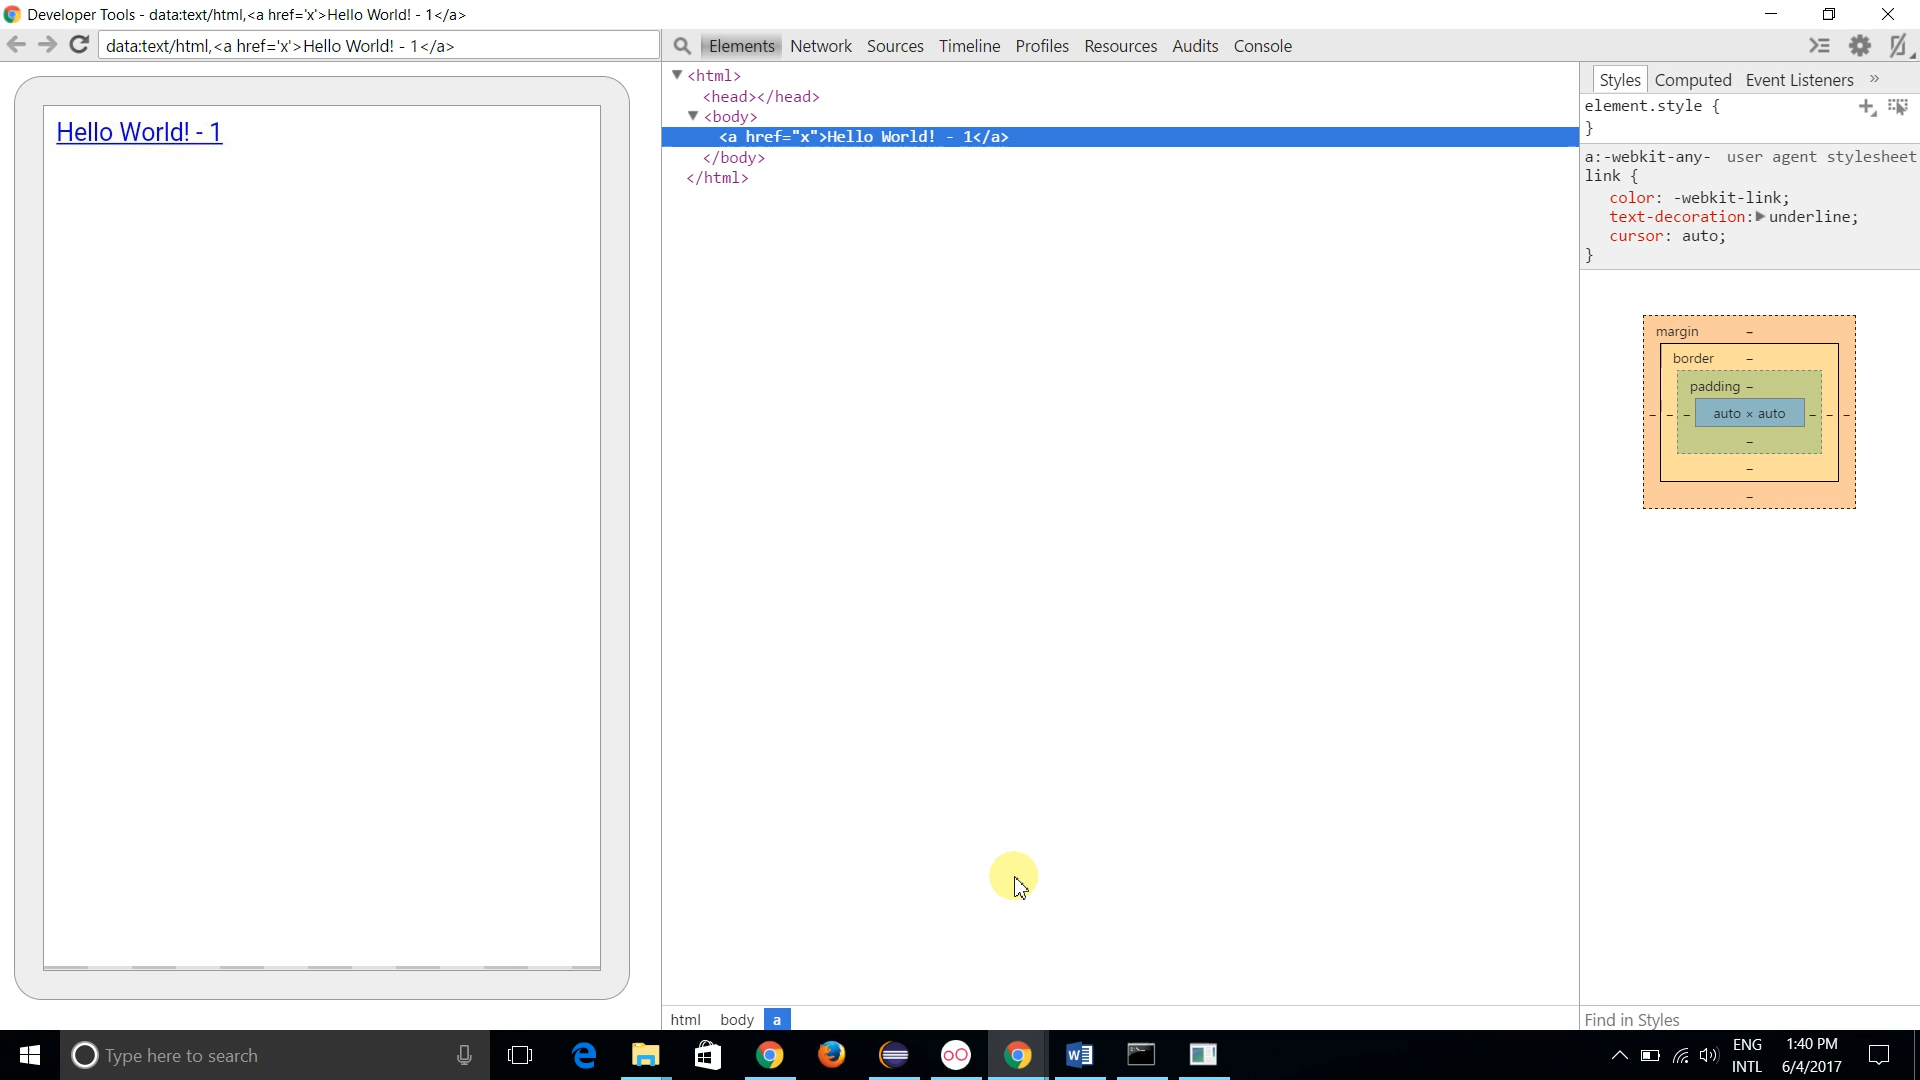 Developer Tools - data:text/html,<a href='x'>Hello World! - 1</a>
data:text/html,<a href='x'>Hello World! - 1</a>
Elements Network Sources Timeline Profiles Resources Audits Console
Hello World! - 1
<html>
<head></head>
<body>
<a href="x">Hello World! - 1</a>
</body>
</html>
Styles Computed Event Listeners »
element.style {
}
a:-webkit-any- user agent stylesheet
link {
color: -webkit-link;
text-decoration: underline;
cursor: auto;
}
margin –
border –
padding –
– – – auto × auto – – –
–
–
–
html body a
Find in Styles
Type here to search
ENG 1:40 PM
INTL 6/4/2017